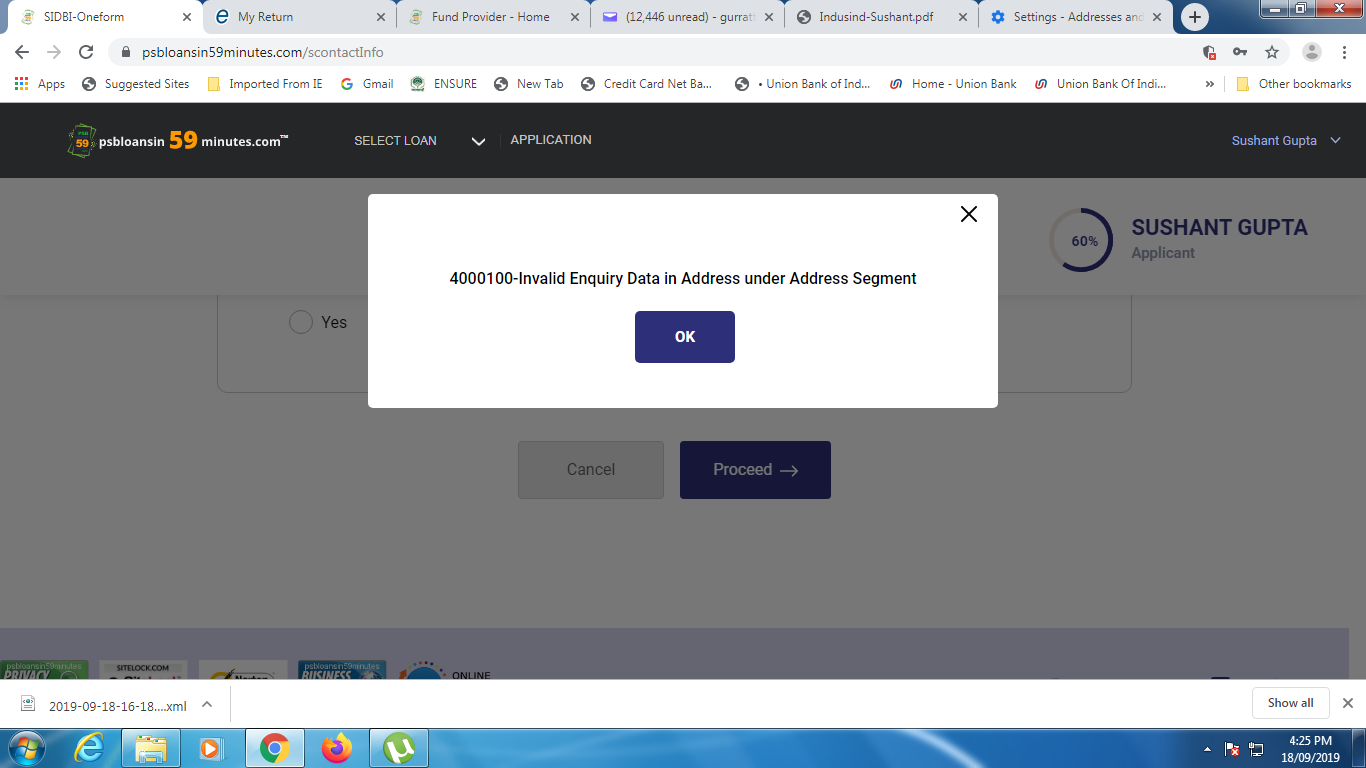 SIDBI-Oneform
My Return
Fund Provider - Home
(12,446 unread) - gurratt
Indusind-Sushant.pdf
Settings - Addresses and
psbloansin59minutes.com/scontactInfo
Apps
Suggested Sites
Imported From IE
Gmail
ENSURE
New Tab
Credit Card Net Ba...
• Union Bank of Ind...
Home - Union Bank
Union Bank Of Indi...
»
Other bookmarks
psbloansin 59 minutes.com™
SELECT LOAN
APPLICATION
Sushant Gupta
60%
SUSHANT GUPTA
Applicant
4000100-Invalid Enquiry Data in Address under Address Segment
OK
Yes
Cancel
Proceed
psbloansin59minutes
PRIVACY
SITELOCK.COM
Norton
psbloansin59minutes
BUSINESS
ONLINE
2019-09-18-16-18....xml
Show all
4:25 PM
18/09/2019